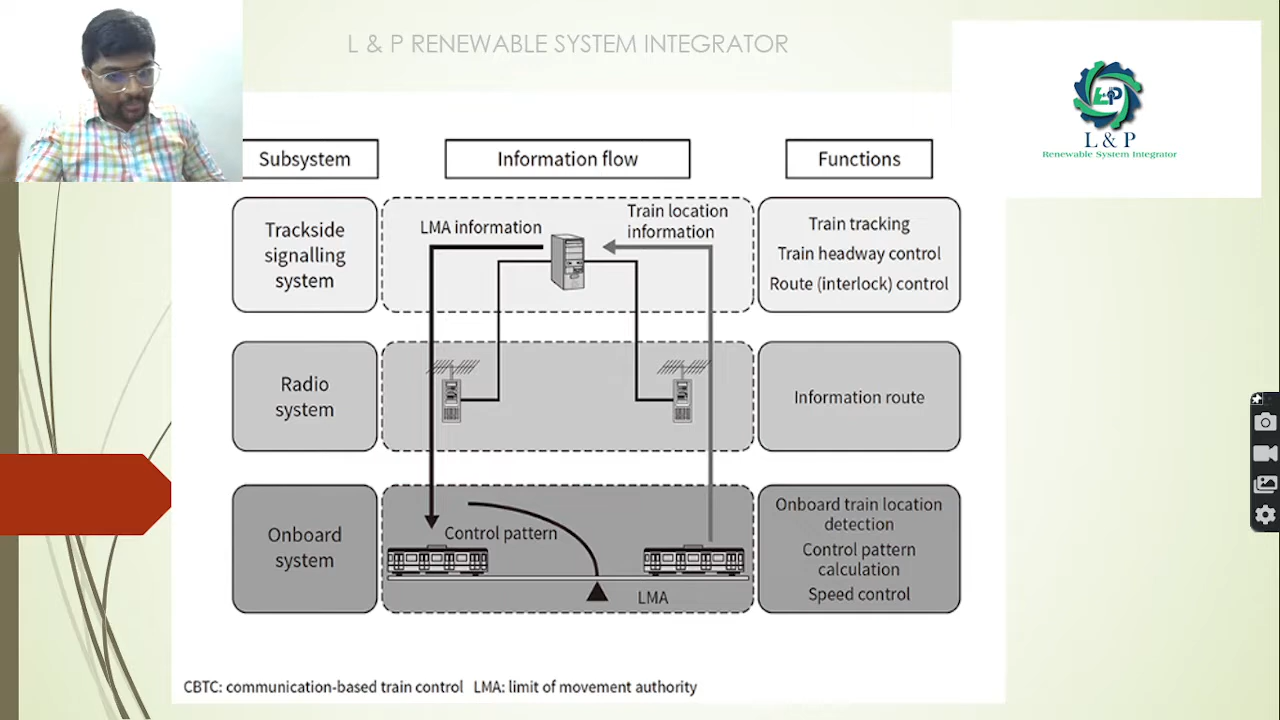 L & P RENEWABLE SYSTEM INTEGRATOR
L & P
Renewable System Integrator
Subsystem
Information flow
Functions
Trackside
signalling
system
LMA information
Train location
information
Train tracking
Train headway control
Route (interlock) control
Radio
system
Information route
Onboard
system
Control pattern
LMA
Onboard train location
detection
Control pattern
calculation
Speed control
CBTC: communication-based train control LMA: limit of movement authority